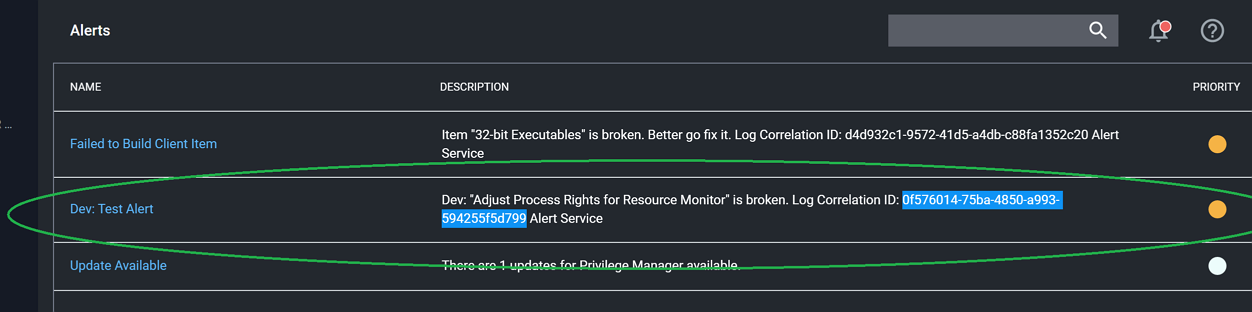 Alerts
NAME DESCRIPTION PRIORITY
Failed to Build Client Item
Item "32-bit Executables" is broken. Better go fix it. Log Correlation ID: d4d932c1-9572-41d5-a4db-c88fa1352c20 Alert
Service
Dev: Test Alert
Dev: "Adjust Process Rights for Resource Monitor" is broken. Log Correlation ID: 0f576014-75ba-4850-a993-
594255f5d799 Alert Service
Update Available
There are 1 updates for Privilege Manager available.